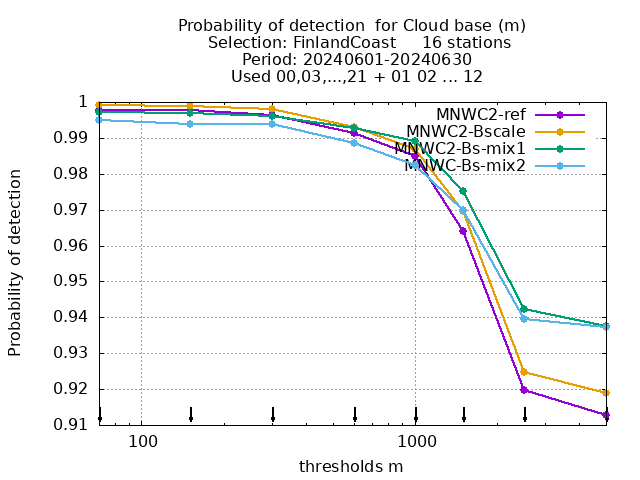 Probability of detection  for Cloud base (m)
Selection: FinlandCoast     16 stations
Period: 20240601-20240630
Used 00,03,...,21 + 01 02 ... 12
1
0.99
0.98
0.97
0.96
0.95
0.94
0.93
0.92
0.91
Probability of detection
MNWC2-ref
MNWC2-Bscale
MNWC2-Bs-mix1
MNWC-Bs-mix2
100
1000
thresholds m